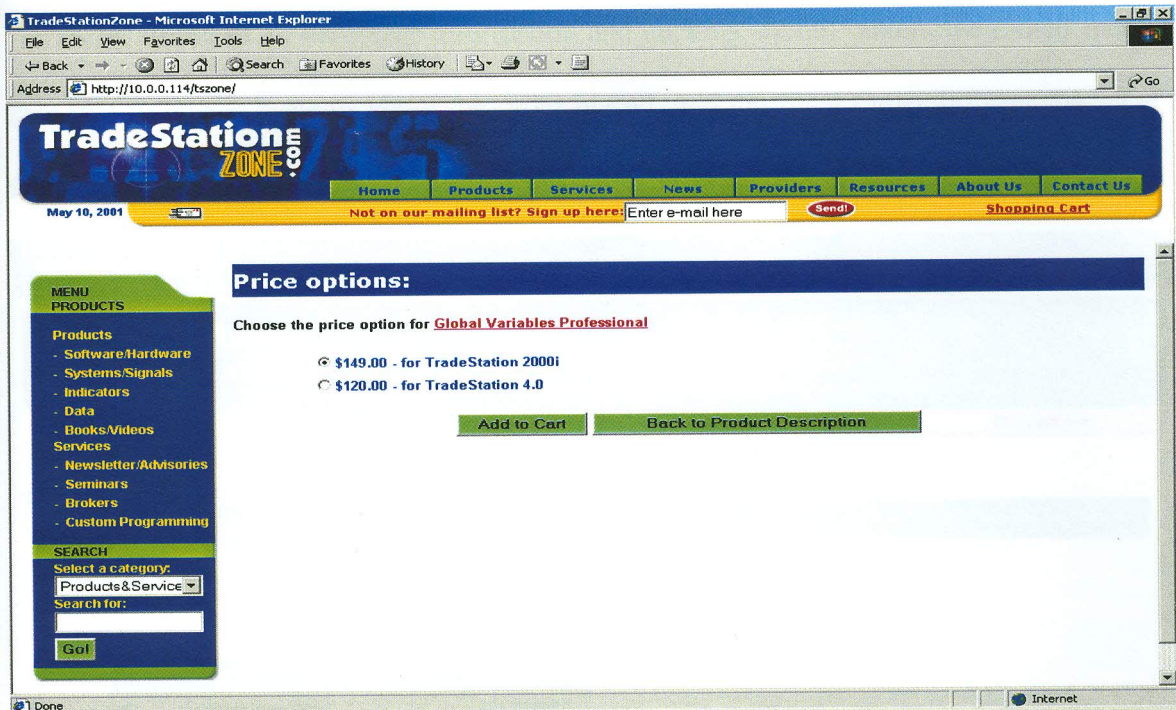 TradeStationZone - Microsoft Internet Explorer
File Edit View Favorites Tools Help
Back Search Favorites History
Address http://10.0.0.114/tszone/ Go
TradeStation
ZONE .com
Home Products Services News Providers Resources About Us Contact Us
May 10, 2001 Not on our mailing list? Sign up here: Enter e-mail here Send! Shopping Cart
MENU
PRODUCTS
Products
- Software/Hardware
- Systems/Signals
- Indicators
- Data
- Books/Videos
Services
- Newsletter/Advisories
- Seminars
- Brokers
- Custom Programming
SEARCH
Select a category:
Products&Service
Search for:
Go!
Price options:
Choose the price option for Global Variables Professional
$149.00 - for TradeStation 2000i
$120.00 - for TradeStation 4.0
Add to Cart Back to Product Description
Done Internet